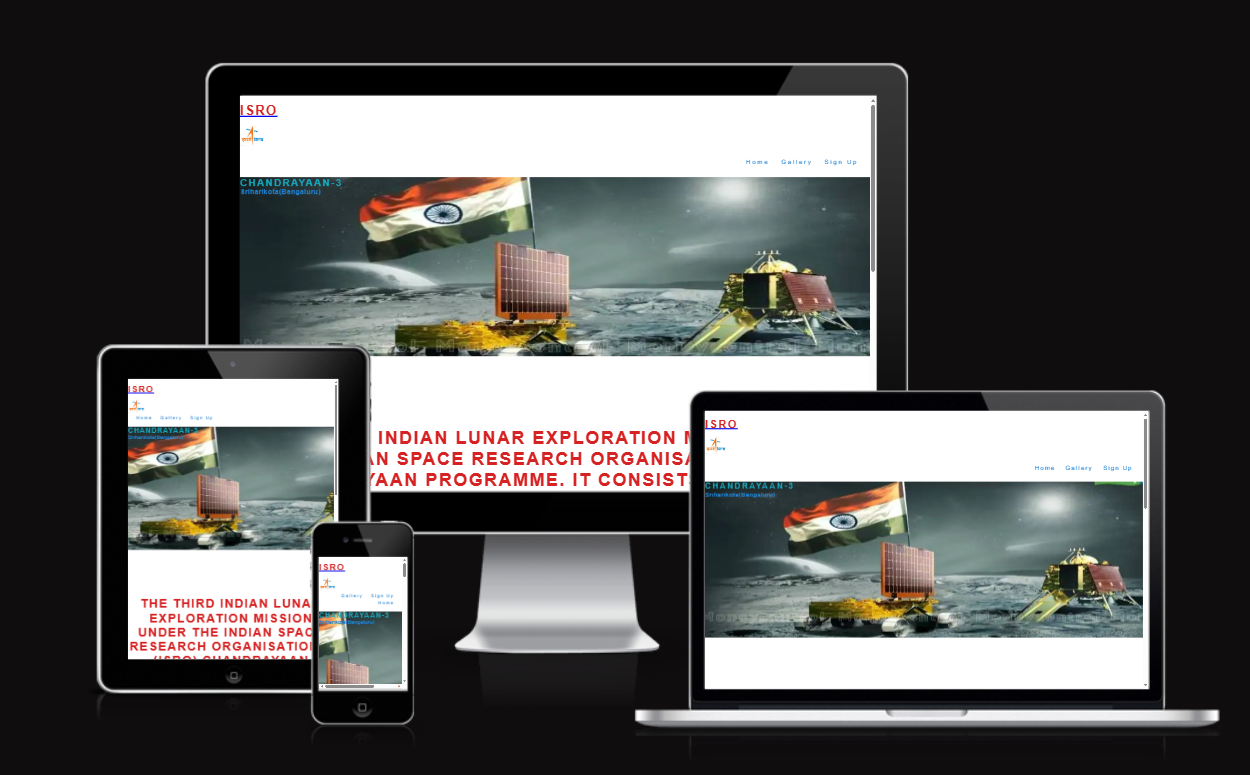 ISRO
Home Gallery Sign Up
CHANDRAYAAN-3
Sriharikota(Bengaluru)
INDIAN LUNAR EXPLORATION M
AN SPACE RESEARCH ORGANISA
YAAN PROGRAMME. IT CONSIST
ISRO
Home Gallery Sign Up
CHANDRAYAAN-3
Sriharikota(Bengaluru)
THE THIRD INDIAN LUNA
EXPLORATION MISSION
UNDER THE INDIAN SPAC
RESEARCH ORGANISATION
(ISRO) CHANDRAYAAN
ISRO
Gallery Sign Up
Home
CHANDRAYAAN-3
Sriharikota(Bengaluru)
ISRO
Home Gallery Sign Up
CHANDRAYAAN-3
Sriharikota(Bengaluru)